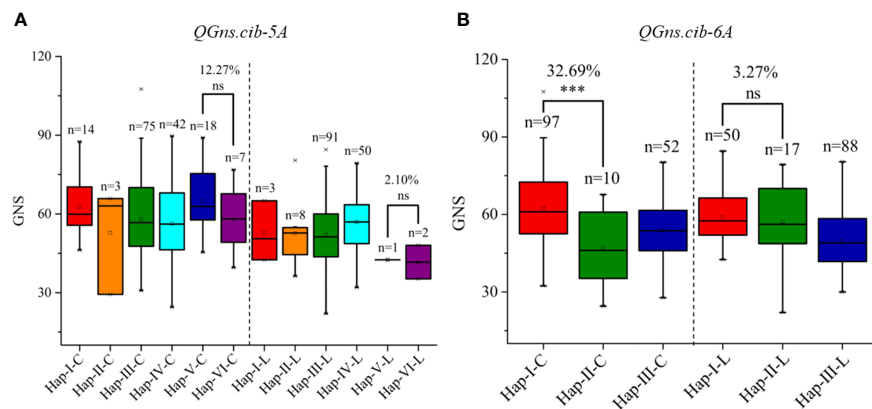 A
QGns.cib-5A
GNS
120
90
60
30
12.27%
ns
n=14
n=3
n=75
n=42
n=18
n=7
n=3
n=8
n=91
n=50
2.10%
ns
n=1
n=2
Hap-I-C
Hap-II-C
Hap-III-C
Hap-IV-C
Hap-V-C
Hap-VI-C
Hap-I-L
Hap-II-L
Hap-III-L
Hap-IV-L
Hap-V-L
Hap-VI-L
B
QGns.cib-6A
GNS
120
90
60
30
32.69%
***
n=97
n=10
n=52
3.27%
ns
n=50
n=17
n=88
Hap-I-C
Hap-II-C
Hap-III-C
Hap-I-L
Hap-II-L
Hap-III-L